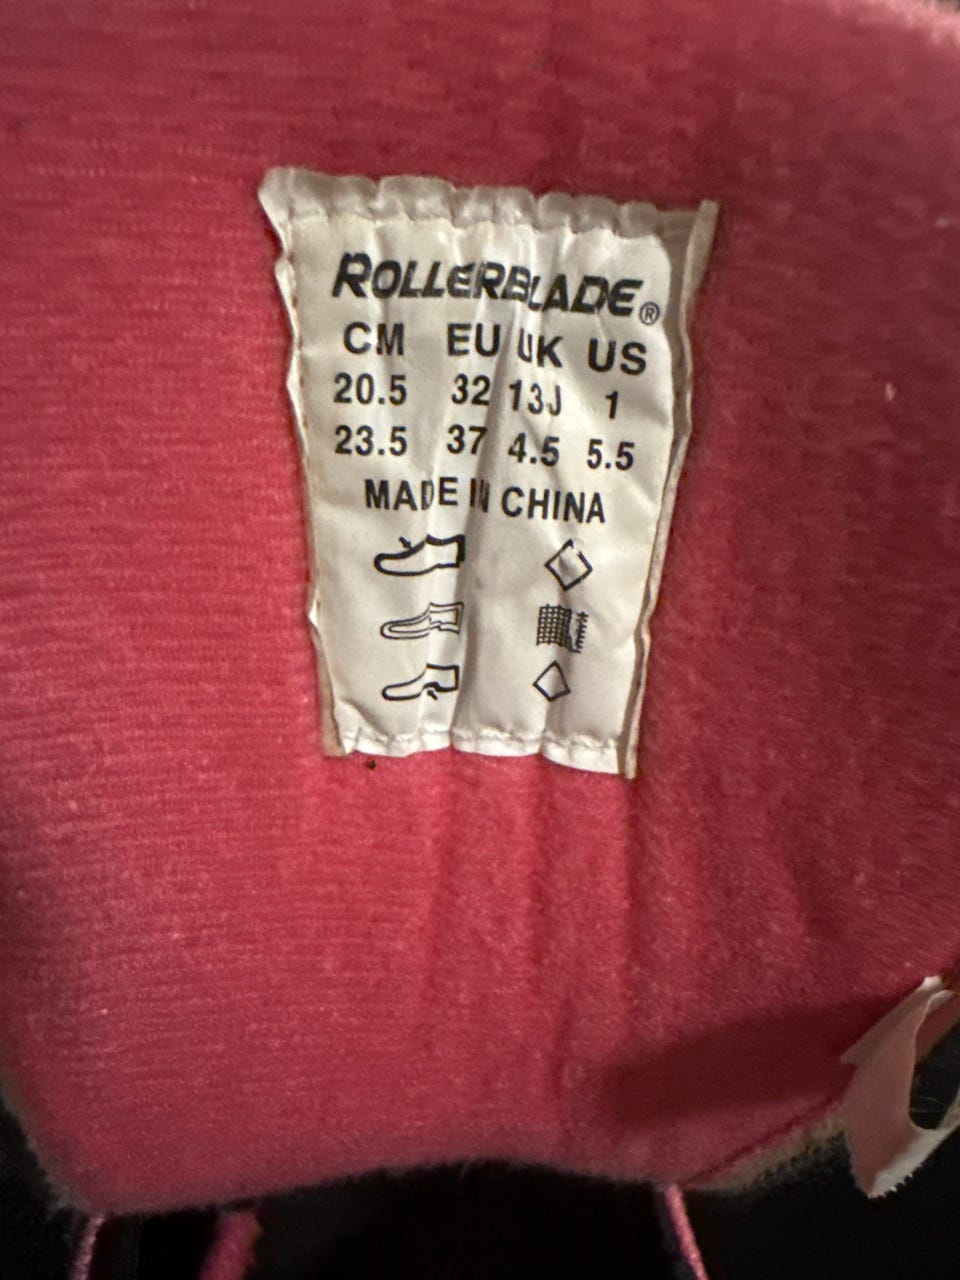 ROLLERBLADE®
CM EU UK US
20.5 32 13J 1
23.5 37 4.5 5.5
MADE IN CHINA